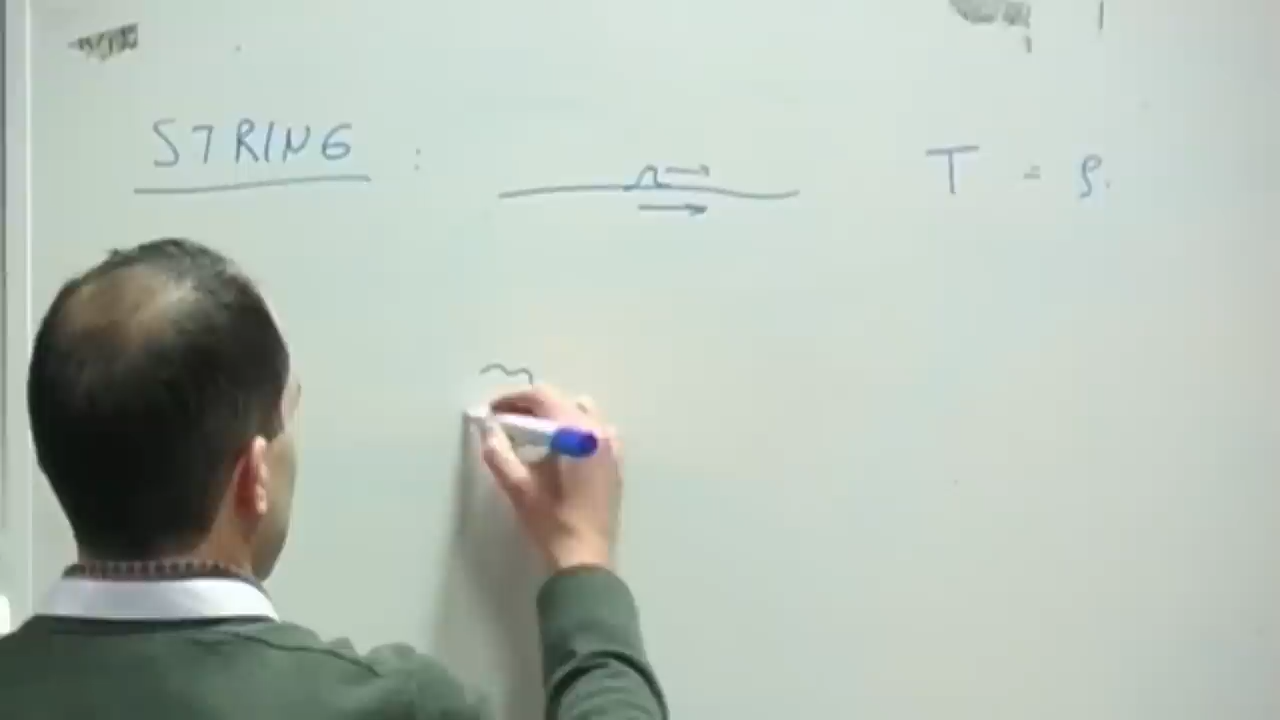 STRING : T = ρ.